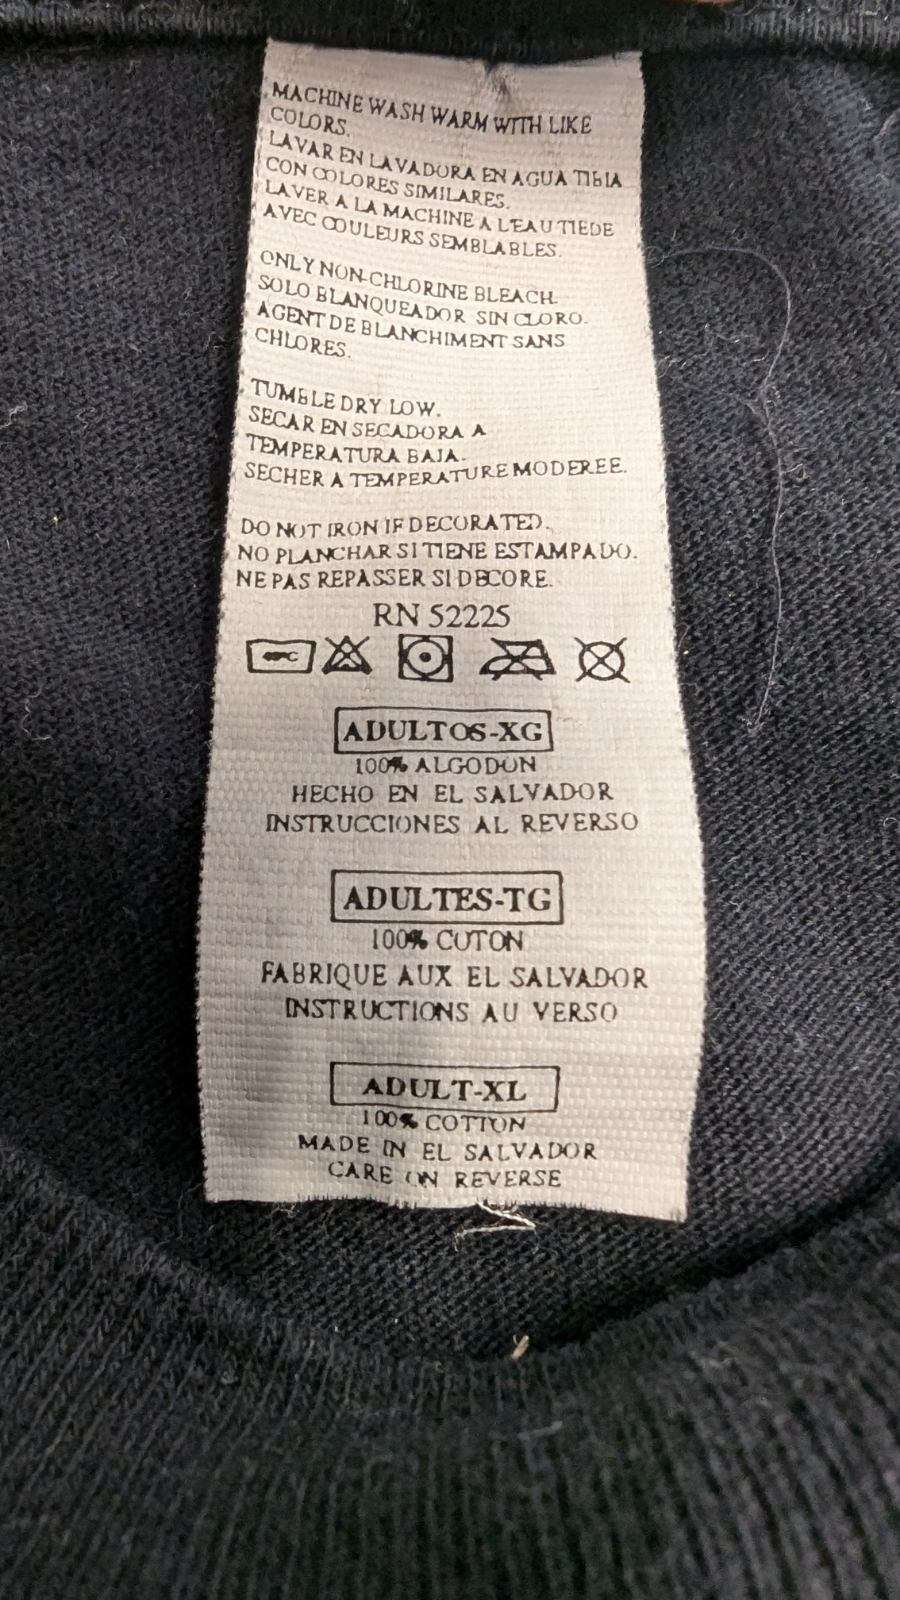 MACHINE WASH WARM WITH LIKE
COLORS.
LAVAR EN LAVADORA EN AGUA TIBIA
CON COLORES SIMILARES.
LAVER A LA MACHINE A L'EAU TIEDE
AVEC COULEURS SEMBLABLES.
ONLY NON-CHLORINE BLEACH.
SOLO BLANQUEADOR SIN CLORO.
AGENT DE BLANCHIMENT SANS
CHLORES.
TUMBLE DRY LOW.
SECAR EN SECADORA A
TEMPERATURA BAJA.
SECHER A TEMPERATURE MODEREE.
DO NOT IRON IF DECORATED.
NO PLANCHAR SI TIENE ESTAMPADO.
NE PAS REPASSER SI DECORE.
RN 52225
ADULTOS-XG
100% ALGODON
HECHO EN EL SALVADOR
INSTRUCCIONES AL REVERSO
ADULTES-TG
100% COTON
FABRIQUE AUX EL SALVADOR
INSTRUCTIONS AU VERSO
ADULT-XL
100% COTTON
MADE IN EL SALVADOR
CARE ON REVERSE